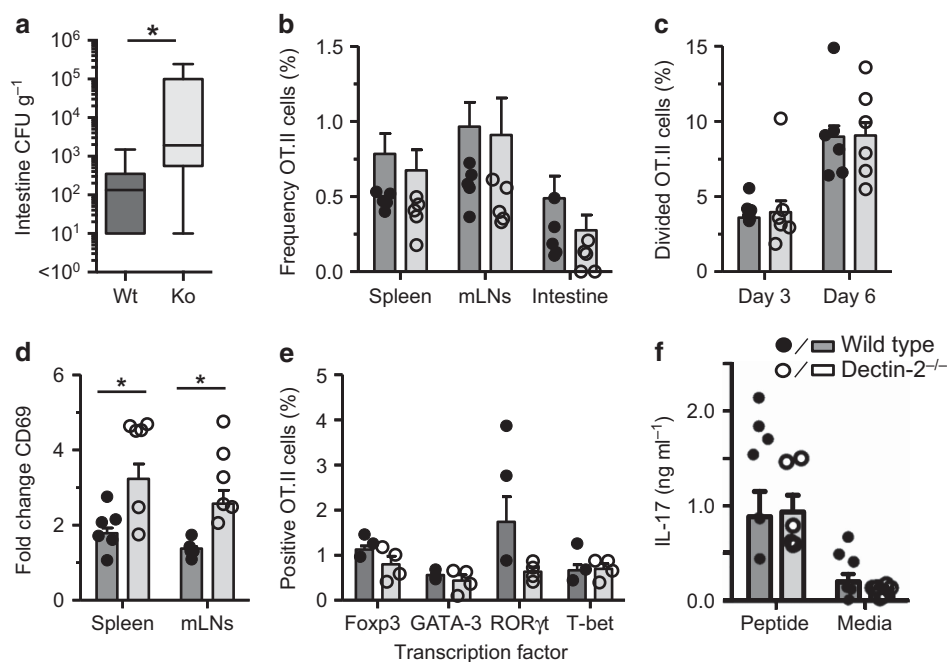 a
*
Intestine CFU g⁻¹
10⁶
10⁵
10⁴
10³
10²
10¹
<10⁰
Wt Ko
b
Frequency OT.II cells (%)
1.5
1.0
0.5
0.0
Spleen mLNs Intestine
c
Divided OT.II cells (%)
15
10
5
0
Day 3 Day 6
d
* *
Fold change CD69
6
4
2
0
Spleen mLNs
e
Positive OT.II cells (%)
5
4
3
2
1
0
Foxp3 GATA-3 RORγt T-bet
Transcription factor
f
/ Wild type
/ Dectin-2⁻/⁻
IL-17 (ng ml⁻¹)
2.0
1.0
0.0
Peptide Media